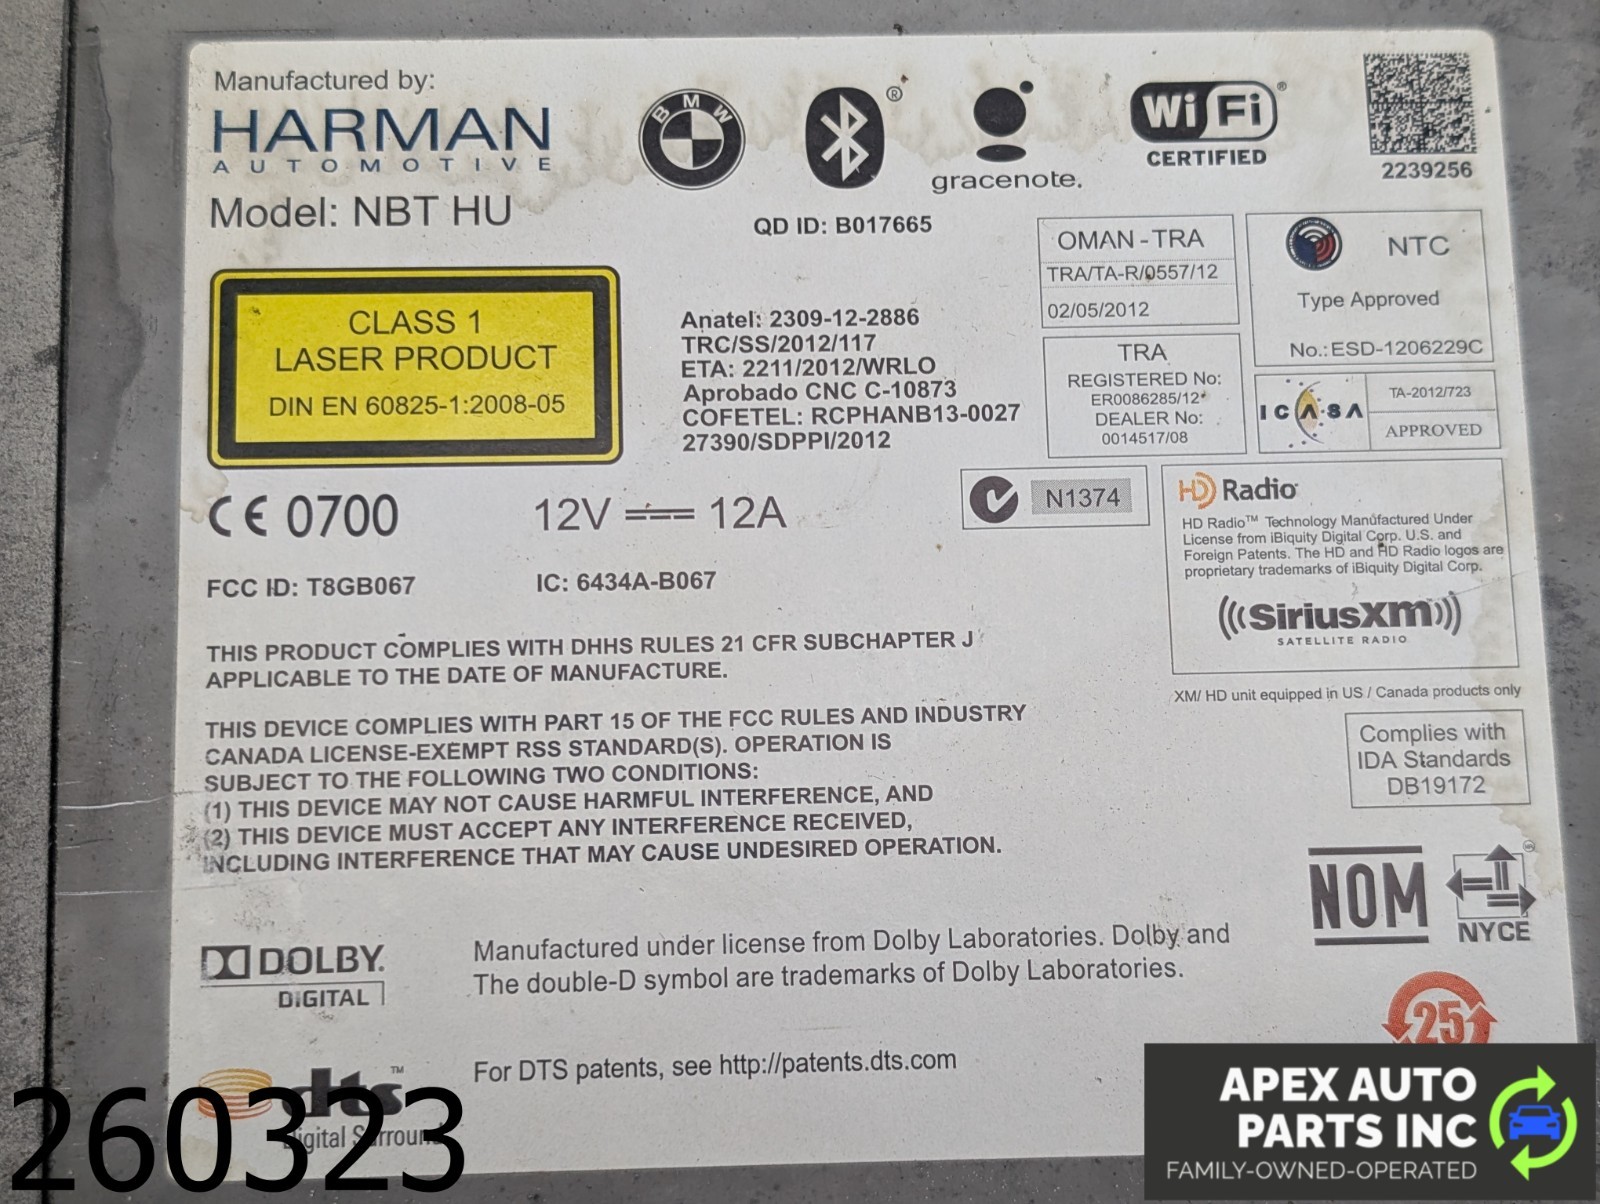 Manufactured by:
HARMAN
AUTOMOTIVE
Model: NBT HU
BMW
®
gracenote.
WiFi®
CERTIFIED
2239256
QD ID: B017665
OMAN - TRA
TRA/TA-R/0557/12
02/05/2012
NTC
Type Approved
No.:ESD-1206229C
CLASS 1
LASER PRODUCT
DIN EN 60825-1:2008-05
Anatel: 2309-12-2886
TRC/SS/2012/117
ETA: 2211/2012/WRLO
Aprobado CNC C-10873
COFETEL: RCPHANB13-0027
27390/SDPPI/2012
TRA
REGISTERED No:
ER0086285/12
DEALER No:
0014517/08
ICASA
TA-2012/723
APPROVED
CE 0700
12V 12A
N1374
HD Radio
HD Radio™ Technology Manufactured Under
License from iBiquity Digital Corp. U.S. and
Foreign Patents. The HD and HD Radio logos are
proprietary trademarks of iBiquity Digital Corp.
FCC ID: T8GB067
IC: 6434A-B067
(((SiriusXM)))
SATELLITE RADIO
THIS PRODUCT COMPLIES WITH DHHS RULES 21 CFR SUBCHAPTER J
APPLICABLE TO THE DATE OF MANUFACTURE.
XM/ HD unit equipped in US / Canada products only
THIS DEVICE COMPLIES WITH PART 15 OF THE FCC RULES AND INDUSTRY
CANADA LICENSE-EXEMPT RSS STANDARD(S). OPERATION IS
SUBJECT TO THE FOLLOWING TWO CONDITIONS:
(1) THIS DEVICE MAY NOT CAUSE HARMFUL INTERFERENCE, AND
(2) THIS DEVICE MUST ACCEPT ANY INTERFERENCE RECEIVED,
INCLUDING INTERFERENCE THAT MAY CAUSE UNDESIRED OPERATION.
Complies with
IDA Standards
DB19172
NOM
NYCE
DOLBY.
DIGITAL
Manufactured under license from Dolby Laboratories. Dolby and
The double-D symbol are trademarks of Dolby Laboratories.
25
dts™
Digital Surround
For DTS patents, see http://patents.dts.com
260323
APEX AUTO
PARTS INC
FAMILY-OWNED-OPERATED